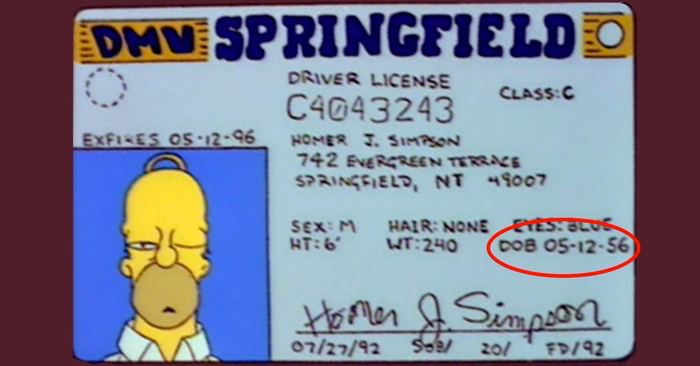 DMV SPRINGFIELD
DRIVER LICENSE
C4043243
CLASS:C
EXPIRES 05-12-96
HOMER J. SIMPSON
742 EVERGREEN TERRACE
SPRINGFIELD, NT 49007
SEX: M HAIR: NONE EYES: BLUE
HT: 6' WT: 240 DOB 05-12-56
Homer J. Simpson
07/27/92 20/ FD/92